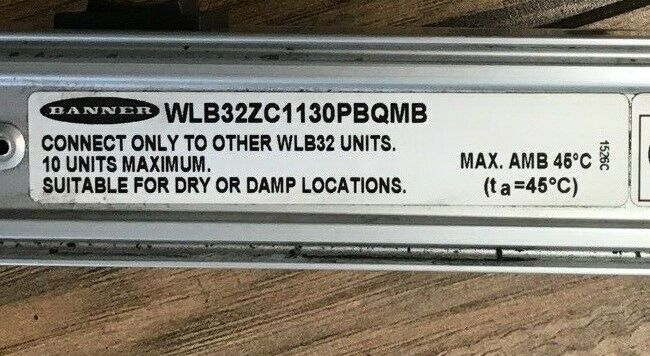 BANNER WLB32ZC1130PBQMB
CONNECT ONLY TO OTHER WLB32 UNITS.
10 UNITS MAXIMUM.
SUITABLE FOR DRY OR DAMP LOCATIONS.
MAX. AMB 45°C
(ta=45°C)
1526C